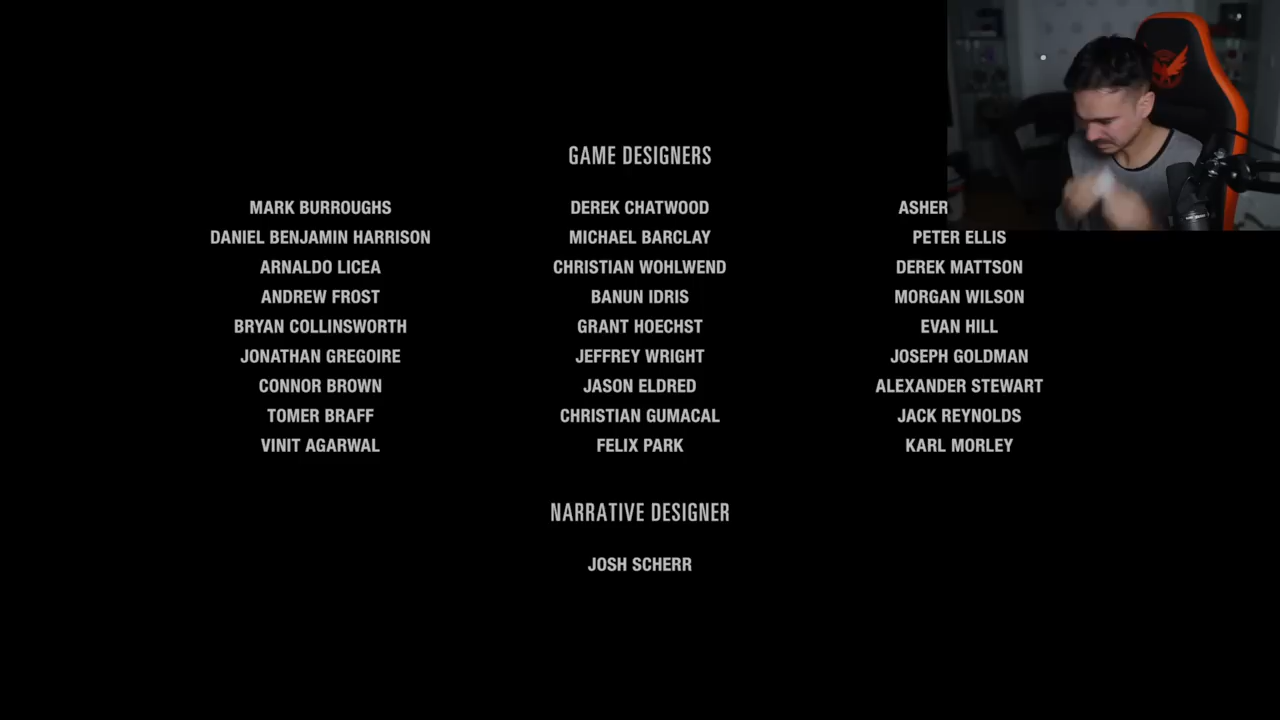 GAME DESIGNERS
MARK BURROUGHS DEREK CHATWOOD ASHER
DANIEL BENJAMIN HARRISON MICHAEL BARCLAY PETER ELLIS
ARNALDO LICEA CHRISTIAN WOHLWEND DEREK MATTSON
ANDREW FROST BANUN IDRIS MORGAN WILSON
BRYAN COLLINSWORTH GRANT HOECHST EVAN HILL
JONATHAN GREGOIRE JEFFREY WRIGHT JOSEPH GOLDMAN
CONNOR BROWN JASON ELDRED ALEXANDER STEWART
TOMER BRAFF CHRISTIAN GUMACAL JACK REYNOLDS
VINIT AGARWAL FELIX PARK KARL MORLEY
NARRATIVE DESIGNER
JOSH SCHERR